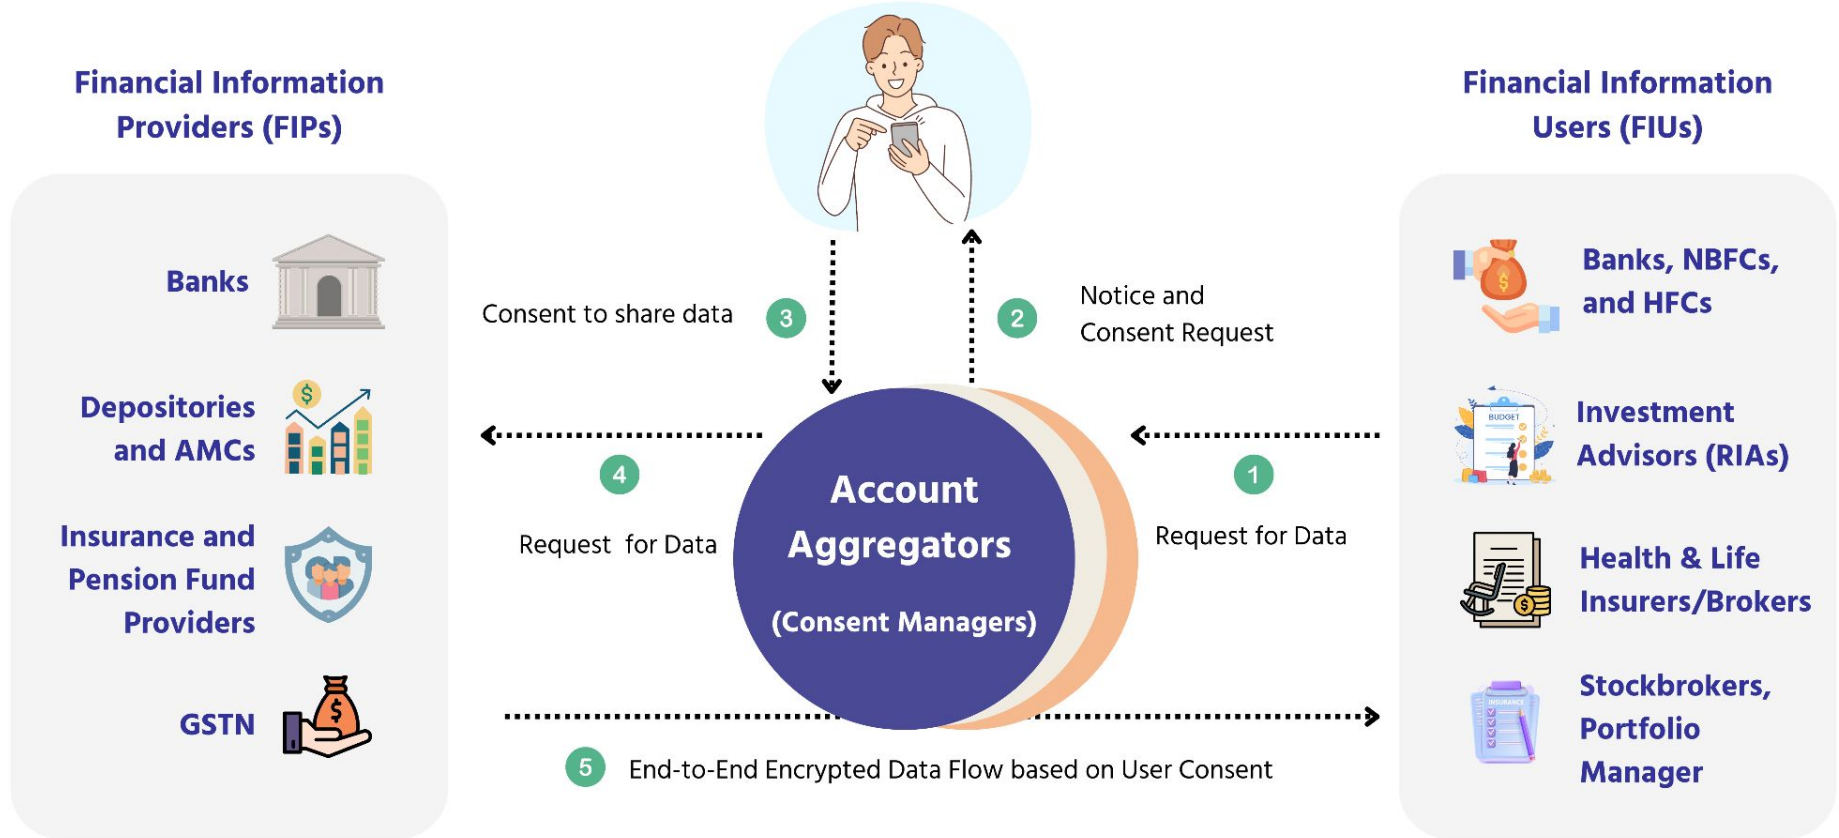 Financial Information
Providers (FIPs)
Banks
Depositories
and AMCs
Insurance and
Pension Fund
Providers
GSTN
Consent to share data
3
2
Notice and
Consent Request
4
Request for Data
Account
Aggregators
(Consent Managers)
1
Request for Data
5
End-to-End Encrypted Data Flow based on User Consent
Financial Information
Users (FIUs)
Banks, NBFCs,
and HFCs
BUDGET
Investment
Advisors (RIAs)
Health & Life
Insurers/Brokers
INSURANCE
Stockbrokers,
Portfolio
Manager